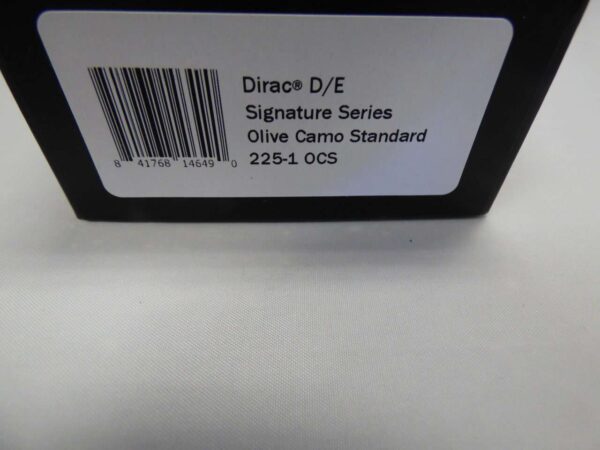 Dirac® D/E
Signature Series
Olive Camo Standard
225-1 OCS
8 41768 14649 0